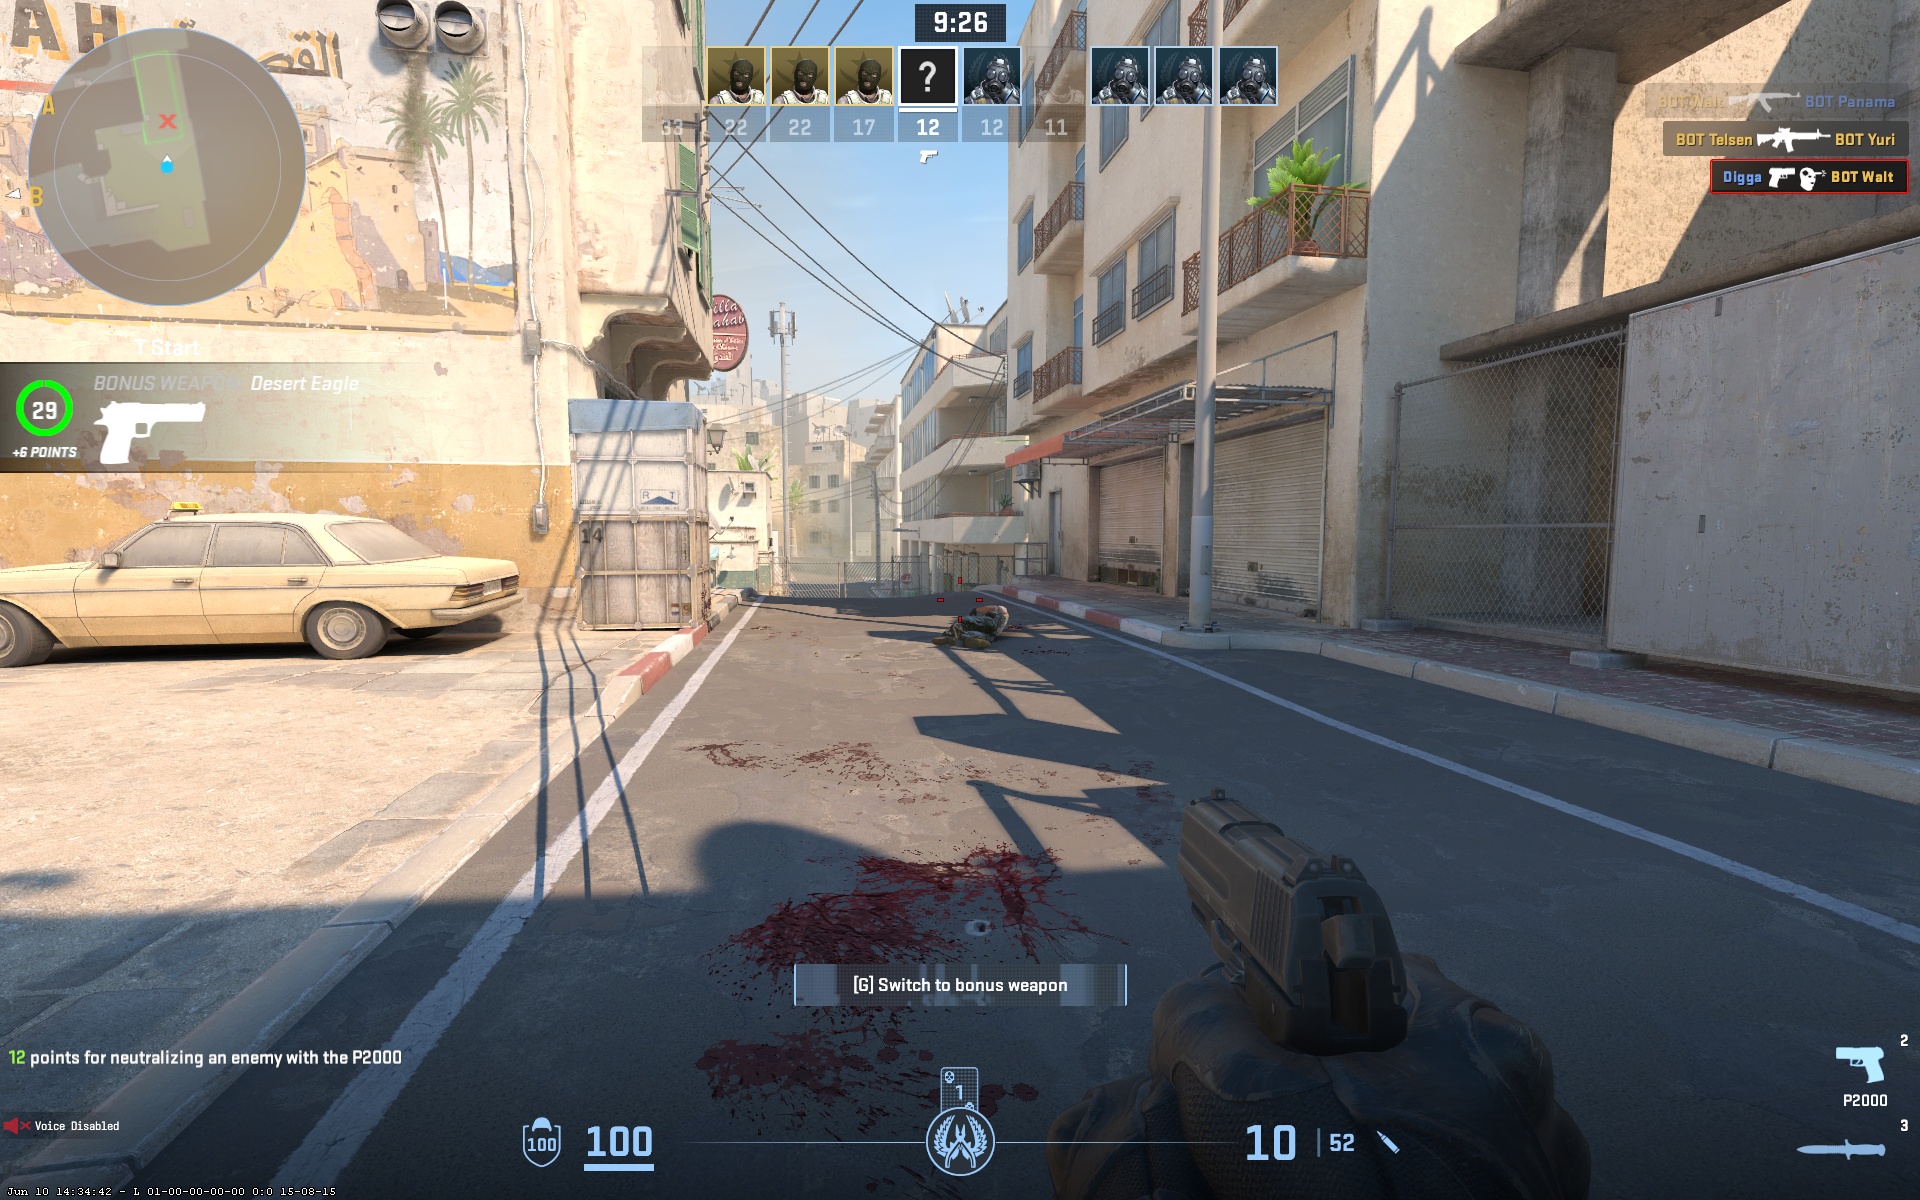 9:26
?
33 22 22 17 12 12 11
A
B
BOT Walt BOT Panama
BOT Telsen BOT Yuri
Digga BOT Walt
T Start
BONUS WEAPON Desert Eagle
29
+6 POINTS
14
[G] Switch to bonus weapon
12 points for neutralizing an enemy with the P2000
Voice Disabled
1
100
100
10 | 52
2
P2000
3
Jun 10 14:34:42 - L 01-00-00-00-00 0:0 15-08-15